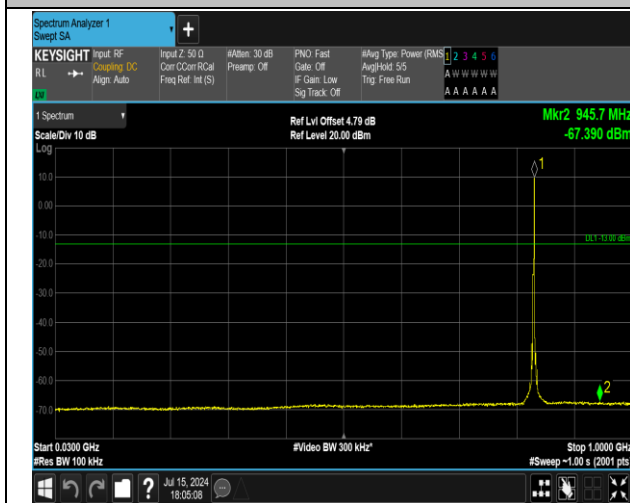 Spectrum Analyzer 1
Swept SA
+
KEYSIGHT
RL
Input: RF
Coupling: DC
Align: Auto
Input Z: 50 Ω
Corr CCorr RCal
Freq Ref: Int (S)
#Atten: 30 dB
Preamp: Off
PNO: Fast
Gate: Off
IF Gain: Low
Sig Track: Off
#Avg Type: Power (RMS
Avg|Hold: 5/5
Trig: Free Run
1 2 3 4 5 6
A W W W W W
A A A A A A
1 Spectrum
Scale/Div 10 dB
Ref Lvl Offset 4.79 dB
Ref Level 20.00 dBm
Mkr2 945.7 MHz
-67.390 dBm
Log
1
10.0
0.00
-10.0
DL1 -13.00 dBm
-20.0
-30.0
-40.0
-50.0
-60.0
2
-70.0
Start 0.0300 GHz
#Video BW 300 kHz*
Stop 1.0000 GHz
#Res BW 100 kHz
#Sweep ~1.00 s (2001 pts)
?
Jul 15, 2024
18:05:08